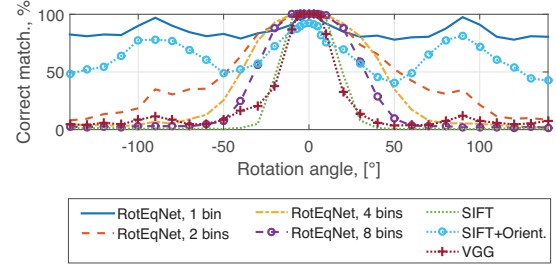 Correct match., %
100
50
0
-100 -50 0 50 100
Rotation angle, [°]
RotEqNet, 1 bin
RotEqNet, 2 bins
RotEqNet, 4 bins
RotEqNet, 8 bins
SIFT
SIFT+Orient.
VGG